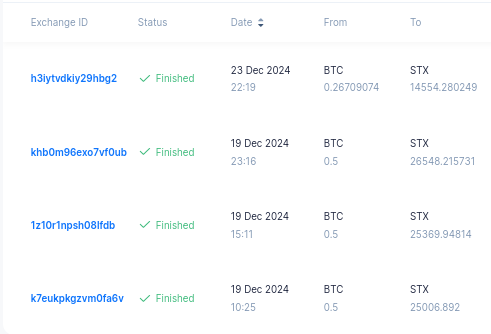 Exchange ID Status Date From To
h3iytvdkiy29hbg2 Finished 23 Dec 2024 22:19 BTC 0.26709074 STX 14554.280249
khb0m96exo7vf0ub Finished 19 Dec 2024 23:16 BTC 0.5 STX 26548.215731
1z10r1npsh08lfdb Finished 19 Dec 2024 15:11 BTC 0.5 STX 25369.94814
k7eukpkgzvm0fa6v Finished 19 Dec 2024 10:25 BTC 0.5 STX 25006.892